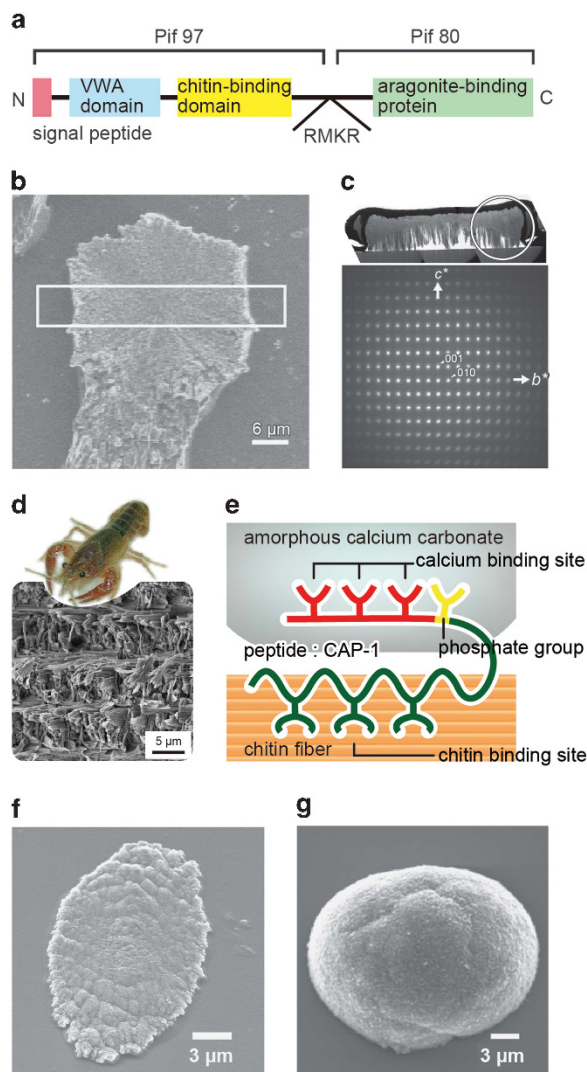 a
Pif 97
Pif 80
N
VWA
domain
chitin-binding
domain
aragonite-binding
protein
C
signal peptide
RMKR
b
6 μm
c
c*
001
010
b*
d
5 μm
e
amorphous calcium carbonate
calcium binding site
peptide : CAP-1
phosphate group
chitin fiber
chitin binding site
f
3 μm
g
3 μm